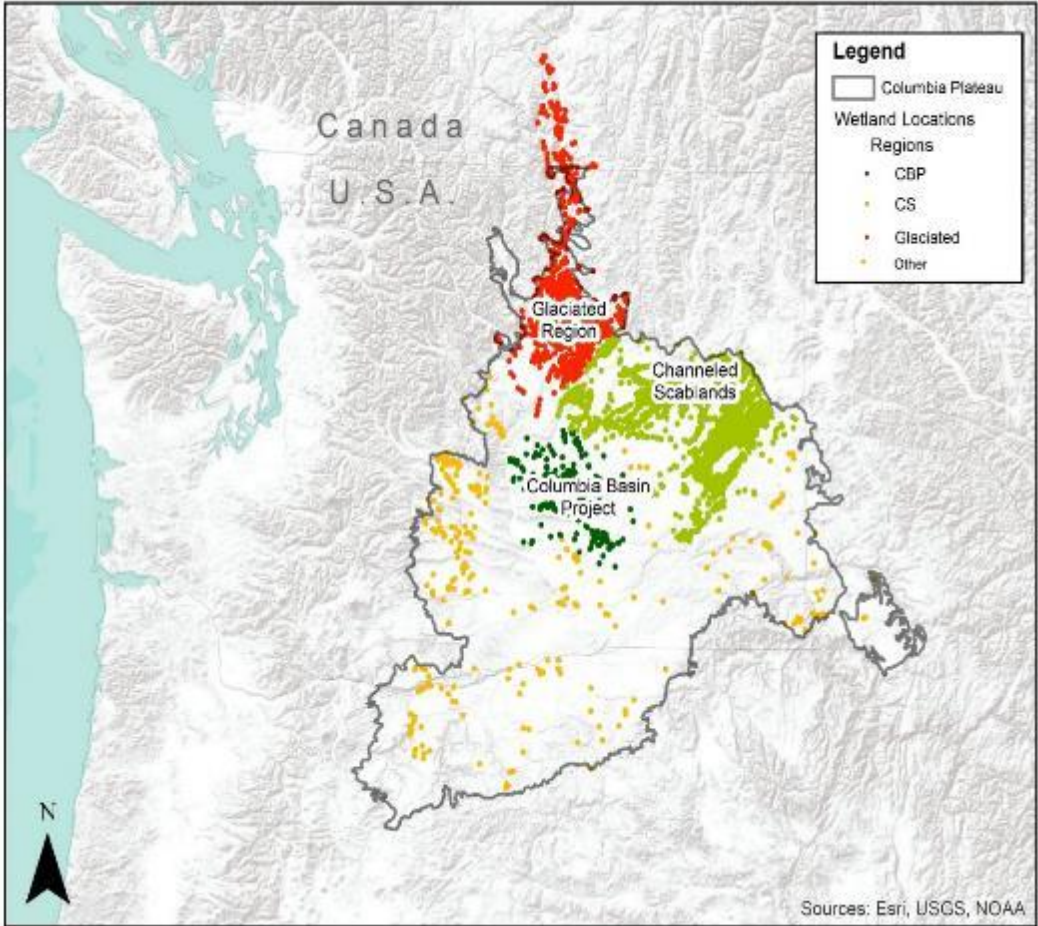 Canada
U.S.A.
Legend
Columbia Plateau
Wetland Locations
Regions
CBP
CS
Glaciated
Other
Glaciated
Region
Channeled
Scablands
Columbia Basin
Project
N
Sources: Esri, USGS, NOAA